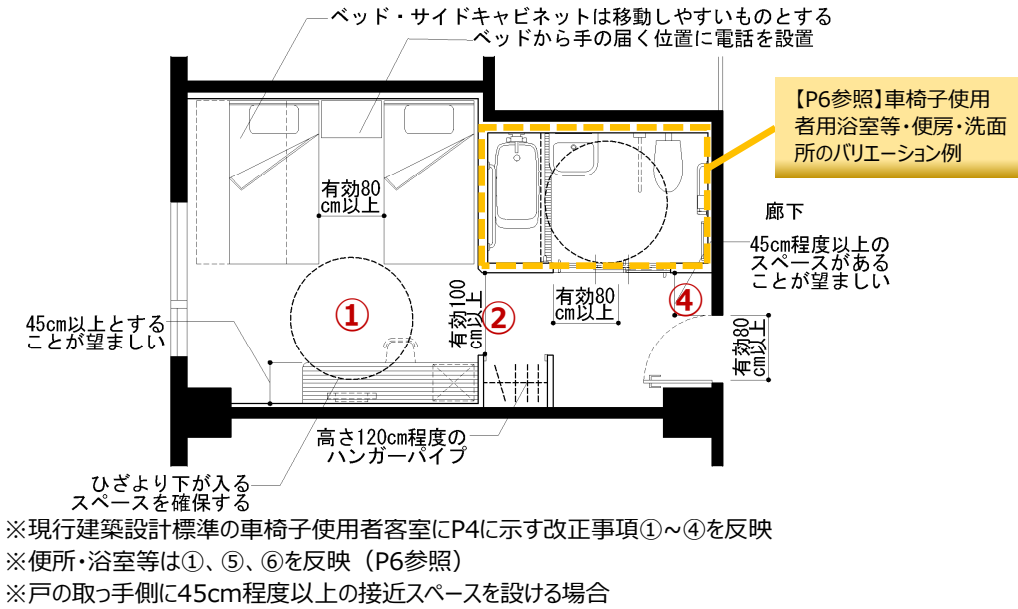 ベッド・サイドキャビネットは移動しやすいものとする
ベッドから手の届く位置に電話を設置
【P6参照】車椅子使用
者用浴室等・便房・洗面
所のバリエーション例
有効80
cm以上
廊下
45cm程度以上の
スペースがある
ことが望ましい
①
有効100
cm以上
②
有効80
cm以上
④
有効80
cm以上
45cm以上とする
ことが望ましい
高さ120cm程度の
ハンガーパイプ
ひざより下が入る
スペースを確保する
※現行建築設計標準の車椅子使用者客室にP4に示す改正事項①~④を反映
※便所・浴室等は①、⑤、⑥を反映（P6参照）
※戸の取っ手側に45cm程度以上の接近スペースを設ける場合